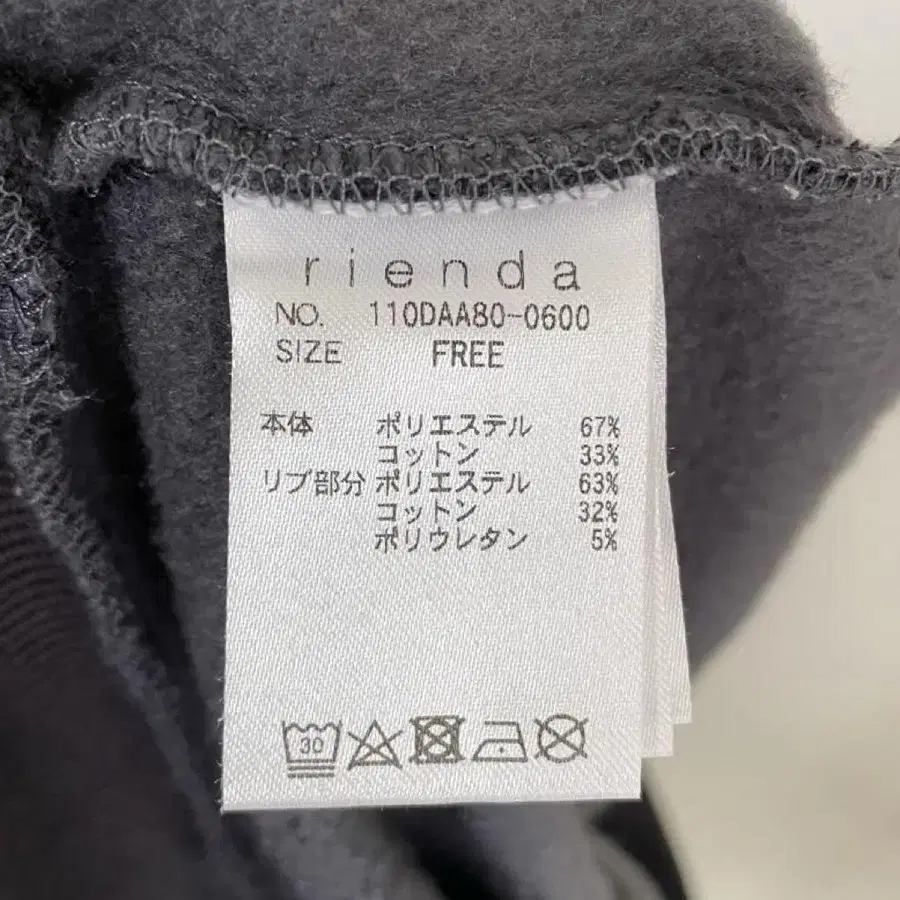 rienda
NO. 110DAA80-0600
SIZE FREE
本体 ポリエステル 67%
コットン 33%
リブ部分 ポリエステル 63%
コットン 32%
ポリウレタン 5%
30